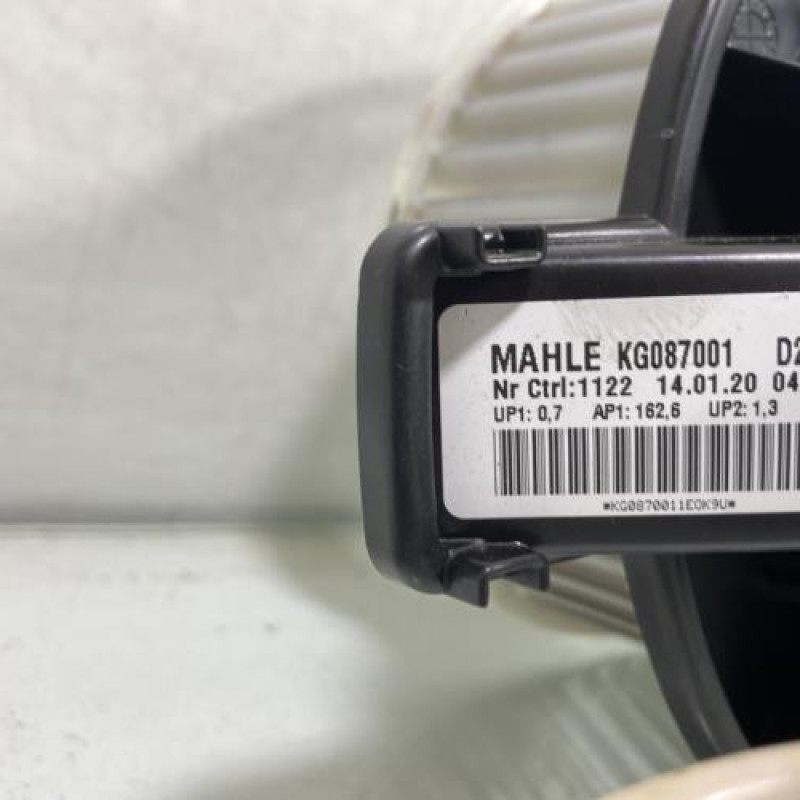 MAHLE KG087001 D2
Nr Ctrl:1122 14.01.20 04
UP1: 0,7 AP1: 162,6 UP2: 1,3
*KG0870011EOK9U*